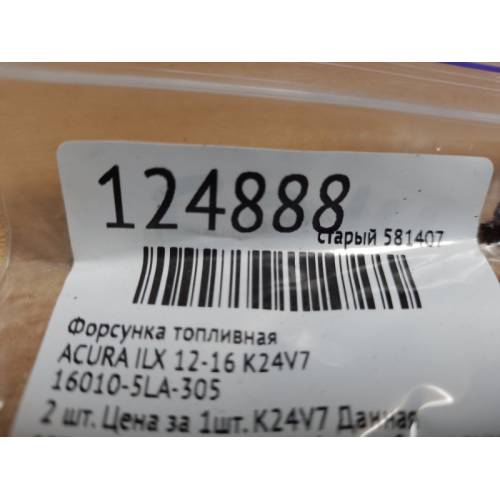 124888
старый 581407
Форсунка топливная
ACURA ILX 12-16 K24V7
16010-5LA-305
2 шт. Цена за 1шт. K24V7 Данная